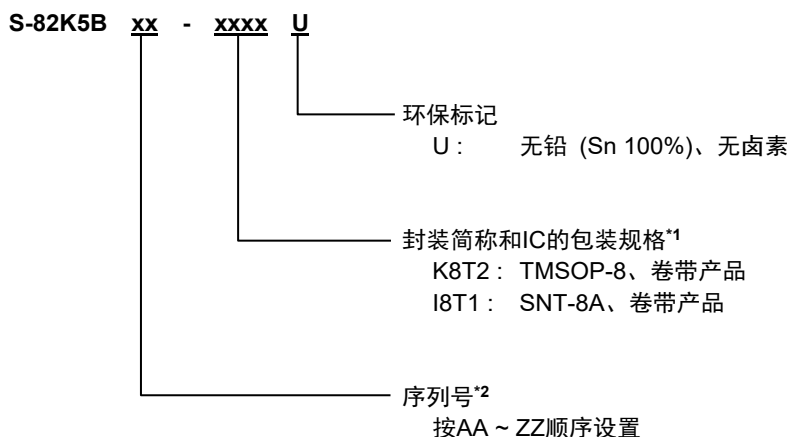 S-82K5B xx - xxxx U
环保标记
U : 无铅 (Sn 100%)、无卤素
封装简称和IC的包装规格*1
K8T2 : TMSOP-8、卷带产品
I8T1 : SNT-8A、卷带产品
序列号*2
按AA ~ ZZ顺序设置